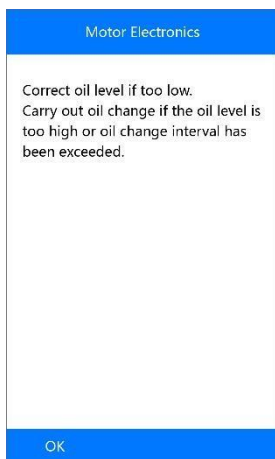 Motor Electronics
Correct oil level if too low.
Carry out oil change if the oil level is
too high or oil change interval has
been exceeded.
OK